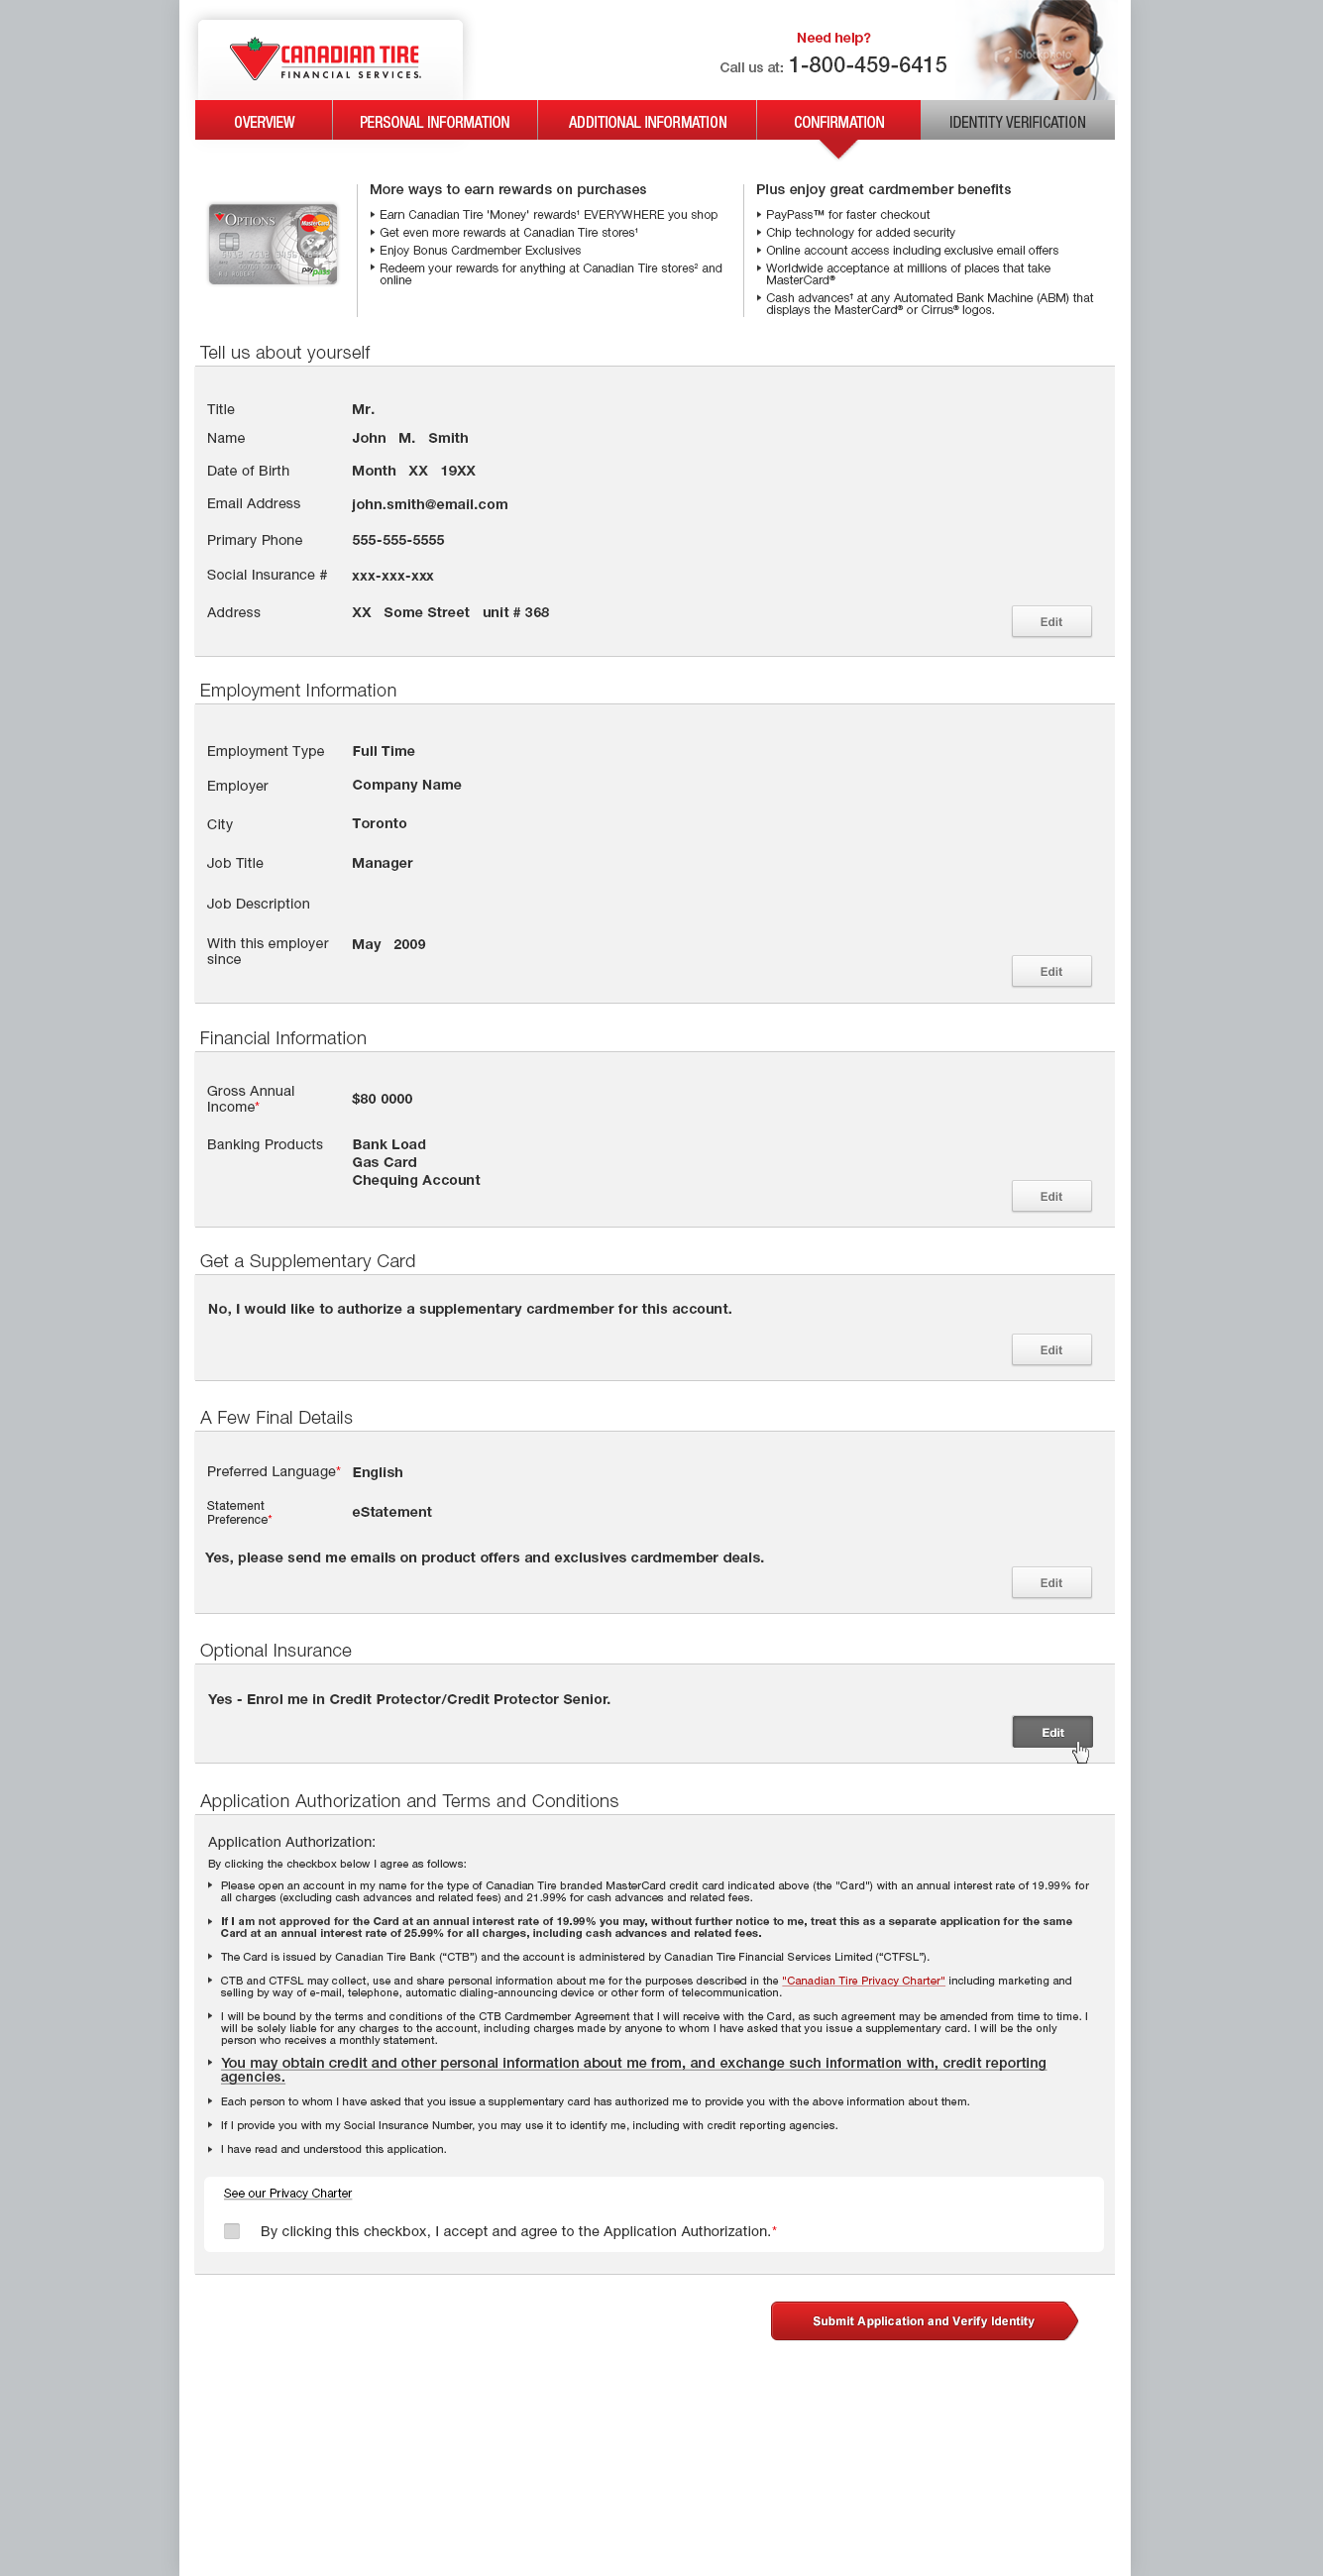 CANADIAN TIRE
FINANCIAL SERVICES.
Need help?
Call us at: 1-800-459-6415
iStockphoto
OVERVIEW
PERSONAL INFORMATION
ADDITIONAL INFORMATION
CONFIRMATION
IDENTITY VERIFICATION
OPTIONS
MasterCard
More ways to earn rewards on purchases
Earn Canadian Tire 'Money' rewards¹ EVERYWHERE you shop
Get even more rewards at Canadian Tire stores¹
Enjoy Bonus Cardmember Exclusives
Redeem your rewards for anything at Canadian Tire stores² and
online
Plus enjoy great cardmember benefits
PayPass™ for faster checkout
Chip technology for added security
Online account access including exclusive email offers
Worldwide acceptance at millions of places that take
MasterCard®
Cash advances† at any Automated Bank Machine (ABM) that
displays the MasterCard® or Cirrus® logos.
Tell us about yourself
Title Mr.
Name John M. Smith
Date of Birth Month XX 19XX
Email Address john.smith@email.com
Primary Phone 555-555-5555
Social Insurance # xxx-xxx-xxx
Address XX Some Street unit # 368
Edit
Employment Information
Employment Type Full Time
Employer Company Name
City Toronto
Job Title Manager
Job Description
With this employer May 2009
since
Edit
Financial Information
Gross Annual
Income* $80 0000
Banking Products Bank Load
Gas Card
Chequing Account
Edit
Get a Supplementary Card
No, I would like to authorize a supplementary cardmember for this account.
Edit
A Few Final Details
Preferred Language* English
Statement
Preference* eStatement
Yes, please send me emails on product offers and exclusives cardmember deals.
Edit
Optional Insurance
Yes - Enrol me in Credit Protector/Credit Protector Senior.
Edit
Application Authorization and Terms and Conditions
Application Authorization:
By clicking the checkbox below I agree as follows:
Please open an account in my name for the type of Canadian Tire branded MasterCard credit card indicated above (the "Card") with an annual interest rate of 19.99% for
all charges (excluding cash advances and related fees) and 21.99% for cash advances and related fees.
If I am not approved for the Card at an annual interest rate of 19.99% you may, without further notice to me, treat this as a separate application for the same
Card at an annual interest rate of 25.99% for all charges, including cash advances and related fees.
The Card is issued by Canadian Tire Bank (“CTB”) and the account is administered by Canadian Tire Financial Services Limited (“CTFSL”).
CTB and CTFSL may collect, use and share personal information about me for the purposes described in the "Canadian Tire Privacy Charter" including marketing and
selling by way of e-mail, telephone, automatic dialing-announcing device or other form of telecommunication.
I will be bound by the terms and conditions of the CTB Cardmember Agreement that I will receive with the Card, as such agreement may be amended from time to time. I
will be solely liable for any charges to the account, including charges made by anyone to whom I have asked that you issue a supplementary card. I will be the only
person who receives a monthly statement.
You may obtain credit and other personal information about me from, and exchange such information with, credit reporting
agencies.
Each person to whom I have asked that you issue a supplementary card has authorized me to provide you with the above information about them.
If I provide you with my Social Insurance Number, you may use it to identify me, including with credit reporting agencies.
I have read and understood this application.
See our Privacy Charter
By clicking this checkbox, I accept and agree to the Application Authorization.*
Submit Application and Verify Identity